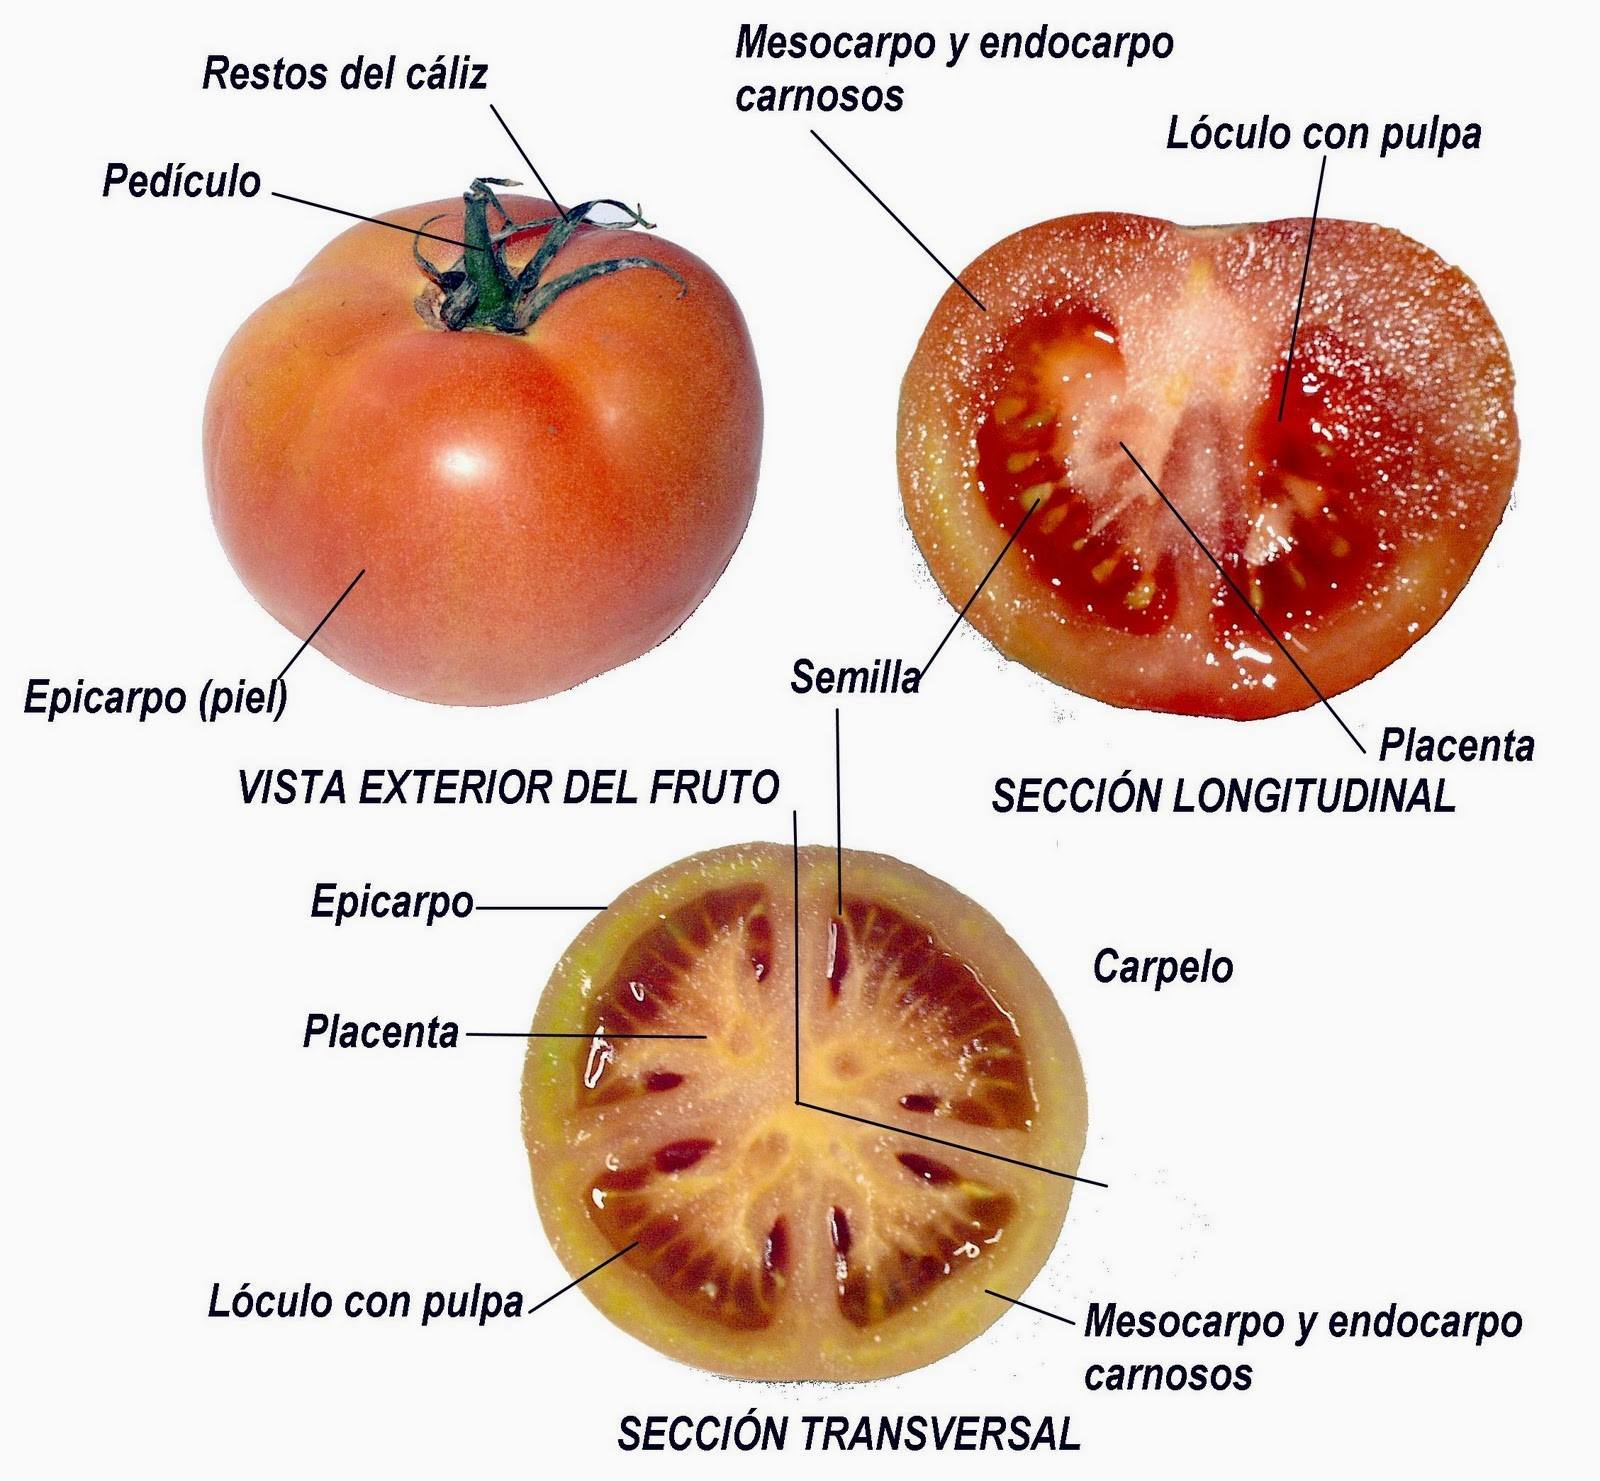 Restos del cáliz
Pedículo
Epicarpo (piel)
VISTA EXTERIOR DEL FRUTO
Mesocarpo y endocarpo
carnosos
Lóculo con pulpa
Semilla
Placenta
SECCIÓN LONGITUDINAL
Epicarpo
Placenta
Lóculo con pulpa
Carpelo
Mesocarpo y endocarpo
carnosos
SECCIÓN TRANSVERSAL